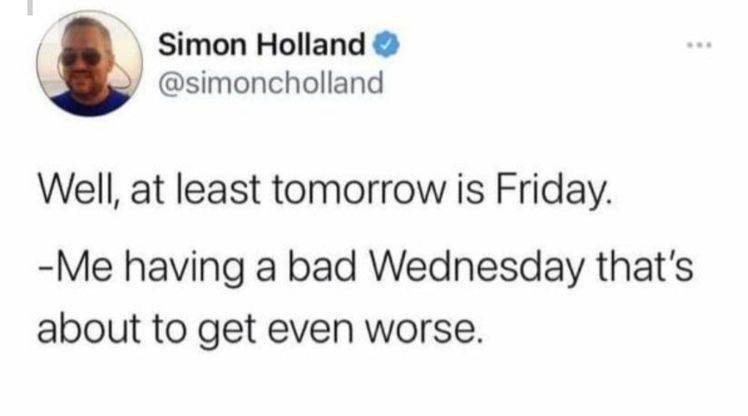 Simon Holland
@simoncholland
Well, at least tomorrow is Friday.
-Me having a bad Wednesday that's
about to get even worse.